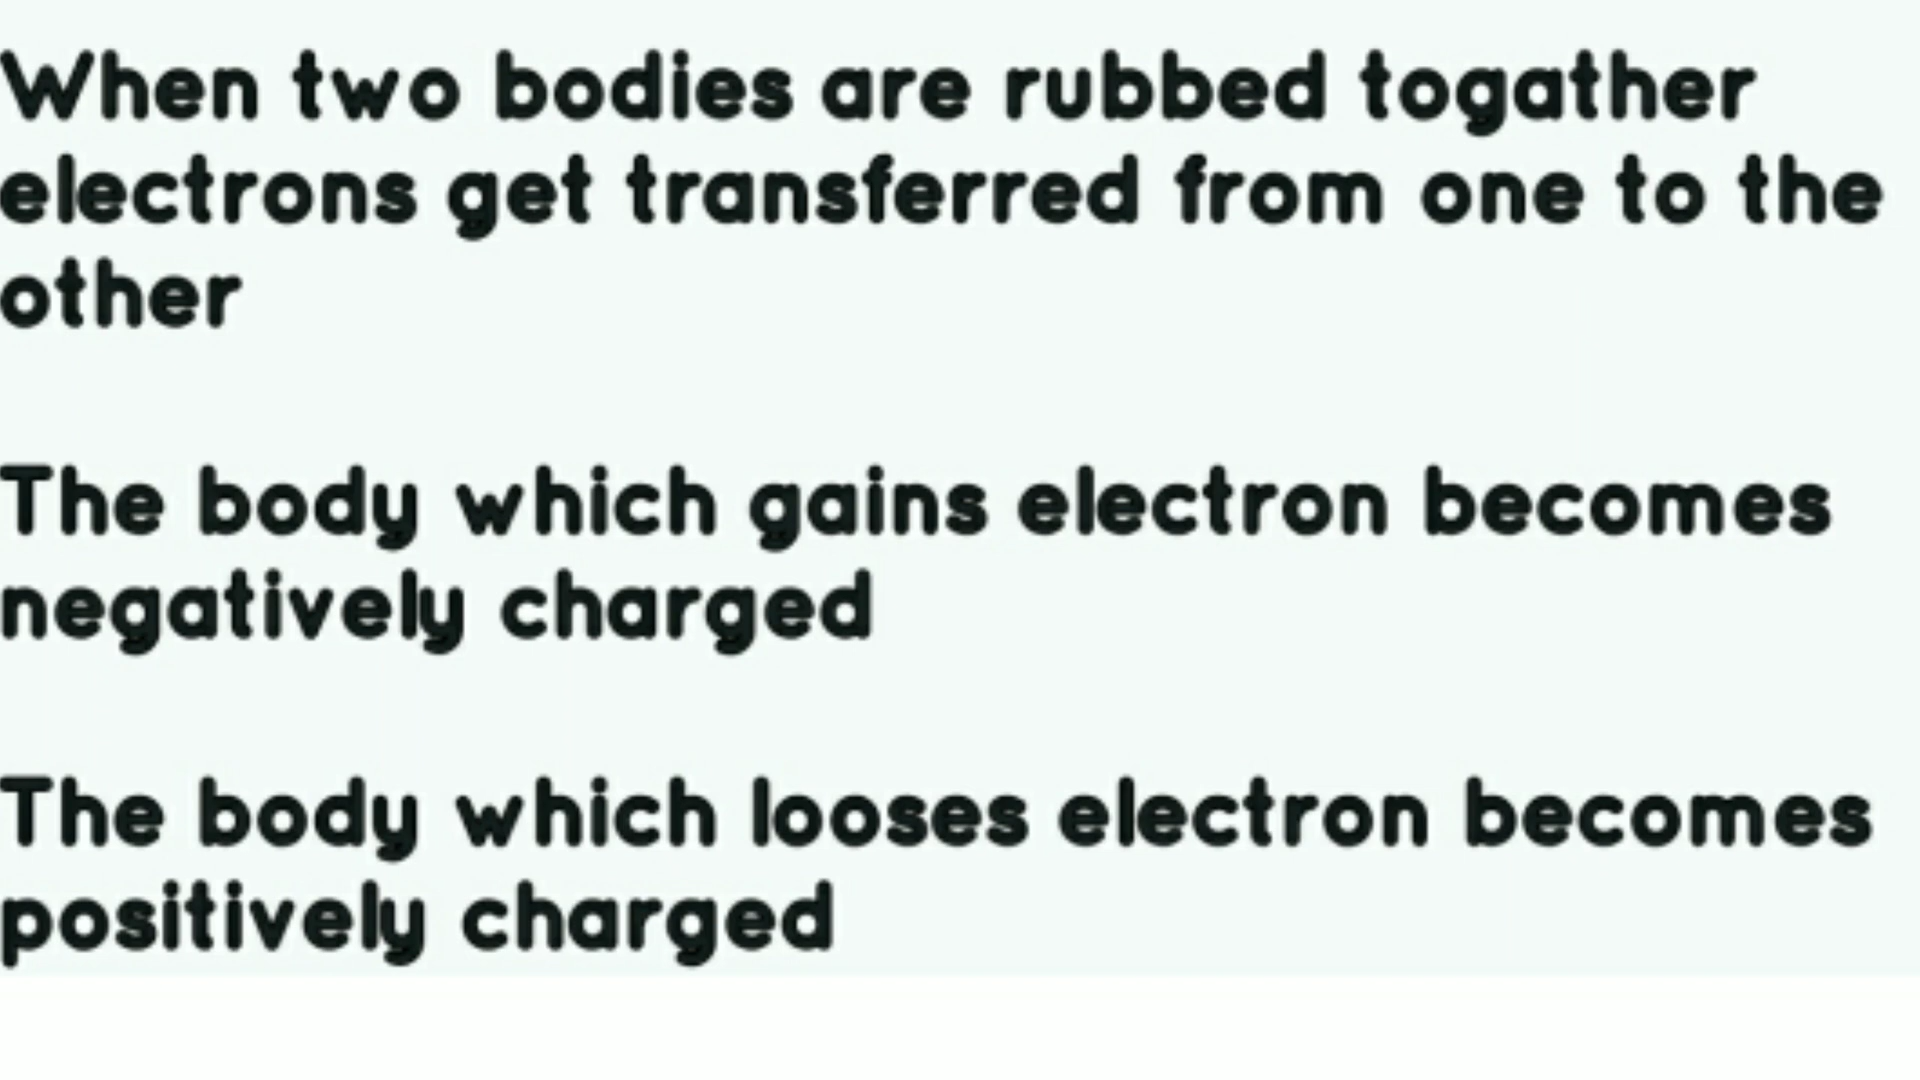 When two bodies are rubbed togather
electrons get transferred from one to the
other
The body which gains electron becomes
negatively charged
The body which looses electron becomes
positively charged